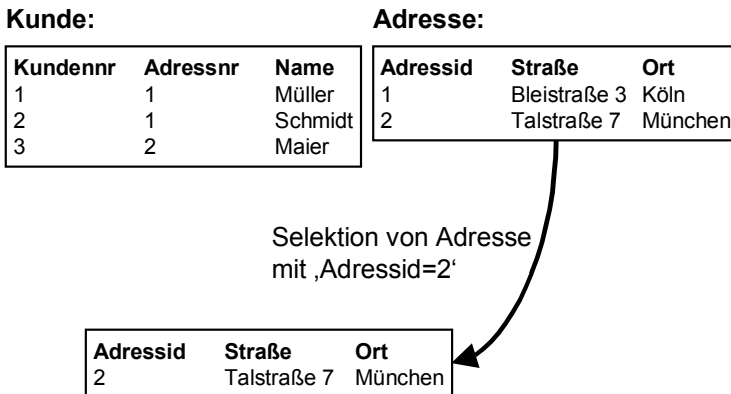 Kunde:
Kundennr Adressnr Name
1 1 Müller
2 1 Schmidt
3 2 Maier
Adresse:
Adressid Straße Ort
1 Bleistraße 3 Köln
2 Talstraße 7 München
Selektion von Adresse
mit ‚Adressid=2‘
Adressid Straße Ort
2 Talstraße 7 München